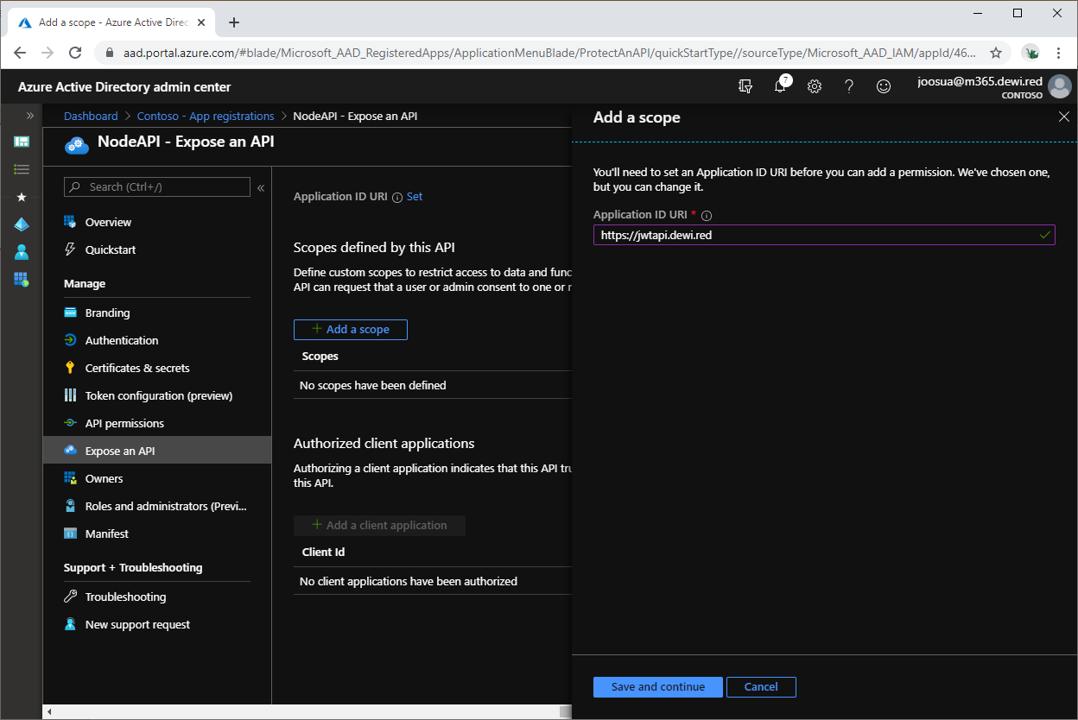 Add a scope - Azure Active Direc
aad.portal.azure.com/#blade/Microsoft_AAD_RegisteredApps/ApplicationMenuBlade/ProtectAnAPI/quickStartType//sourceType/Microsoft_AAD_IAM/appId/46...
Azure Active Directory admin center
7
joosua@m365.dewi.red
CONTOSO
Dashboard > Contoso - App registrations > NodeAPI - Expose an API
NodeAPI - Expose an API
Search (Ctrl+/)
Overview
Quickstart
Manage
Branding
Authentication
Certificates & secrets
Token configuration (preview)
API permissions
Expose an API
Owners
Roles and administrators (Previ...
Manifest
Support + Troubleshooting
Troubleshooting
New support request
Application ID URI Set
Scopes defined by this API
Define custom scopes to restrict access to data and func
API can request that a user or admin consent to one or r
+ Add a scope
Scopes
No scopes have been defined
Authorized client applications
Authorizing a client application indicates that this API tru
this API.
+ Add a client application
Client Id
No client applications have been authorized
Add a scope
You'll need to set an Application ID URI before you can add a permission. We've chosen one,
but you can change it.
Application ID URI *
https://jwtapi.dewi.red
Save and continue
Cancel